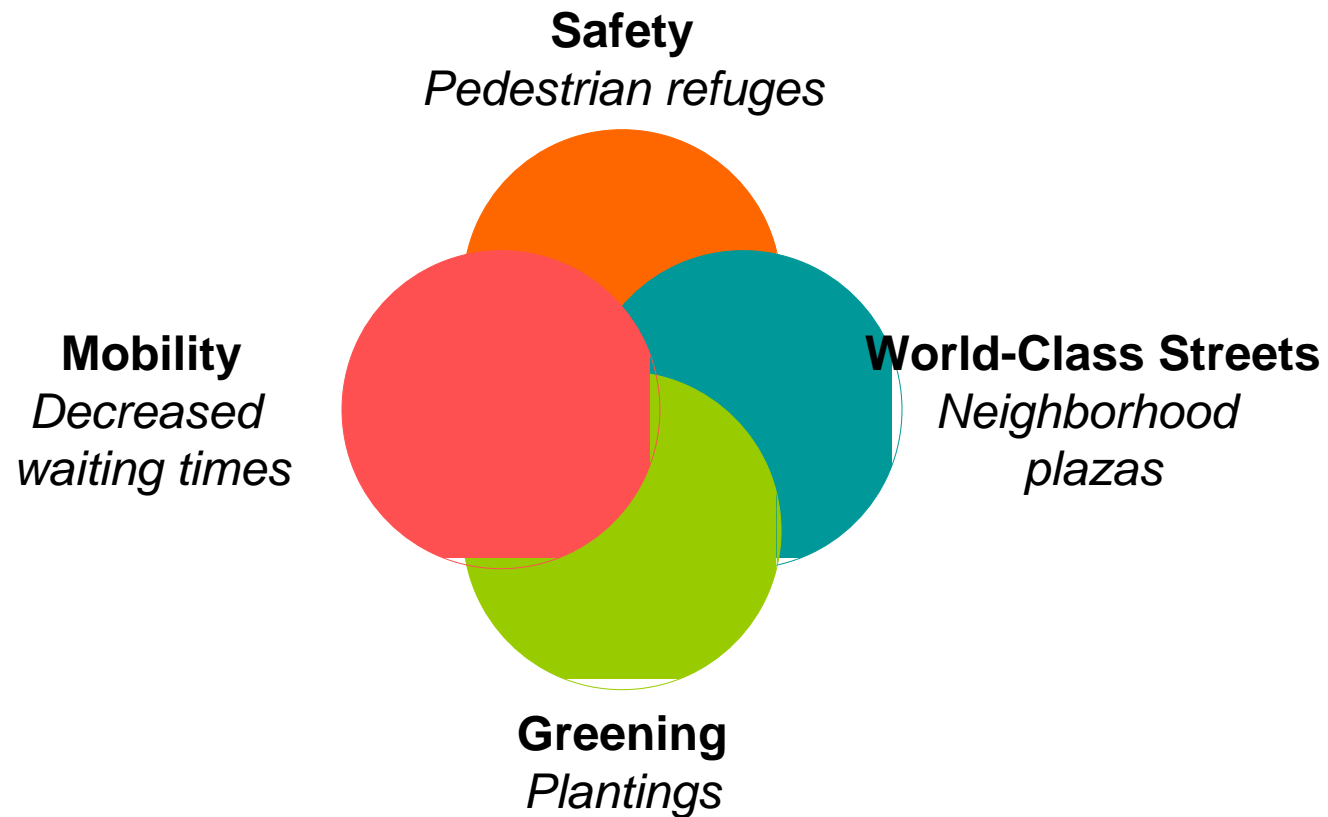 Safety
Pedestrian refuges
Mobility
Decreased
waiting times
World-Class Streets
Neighborhood
plazas
Greening
Plantings